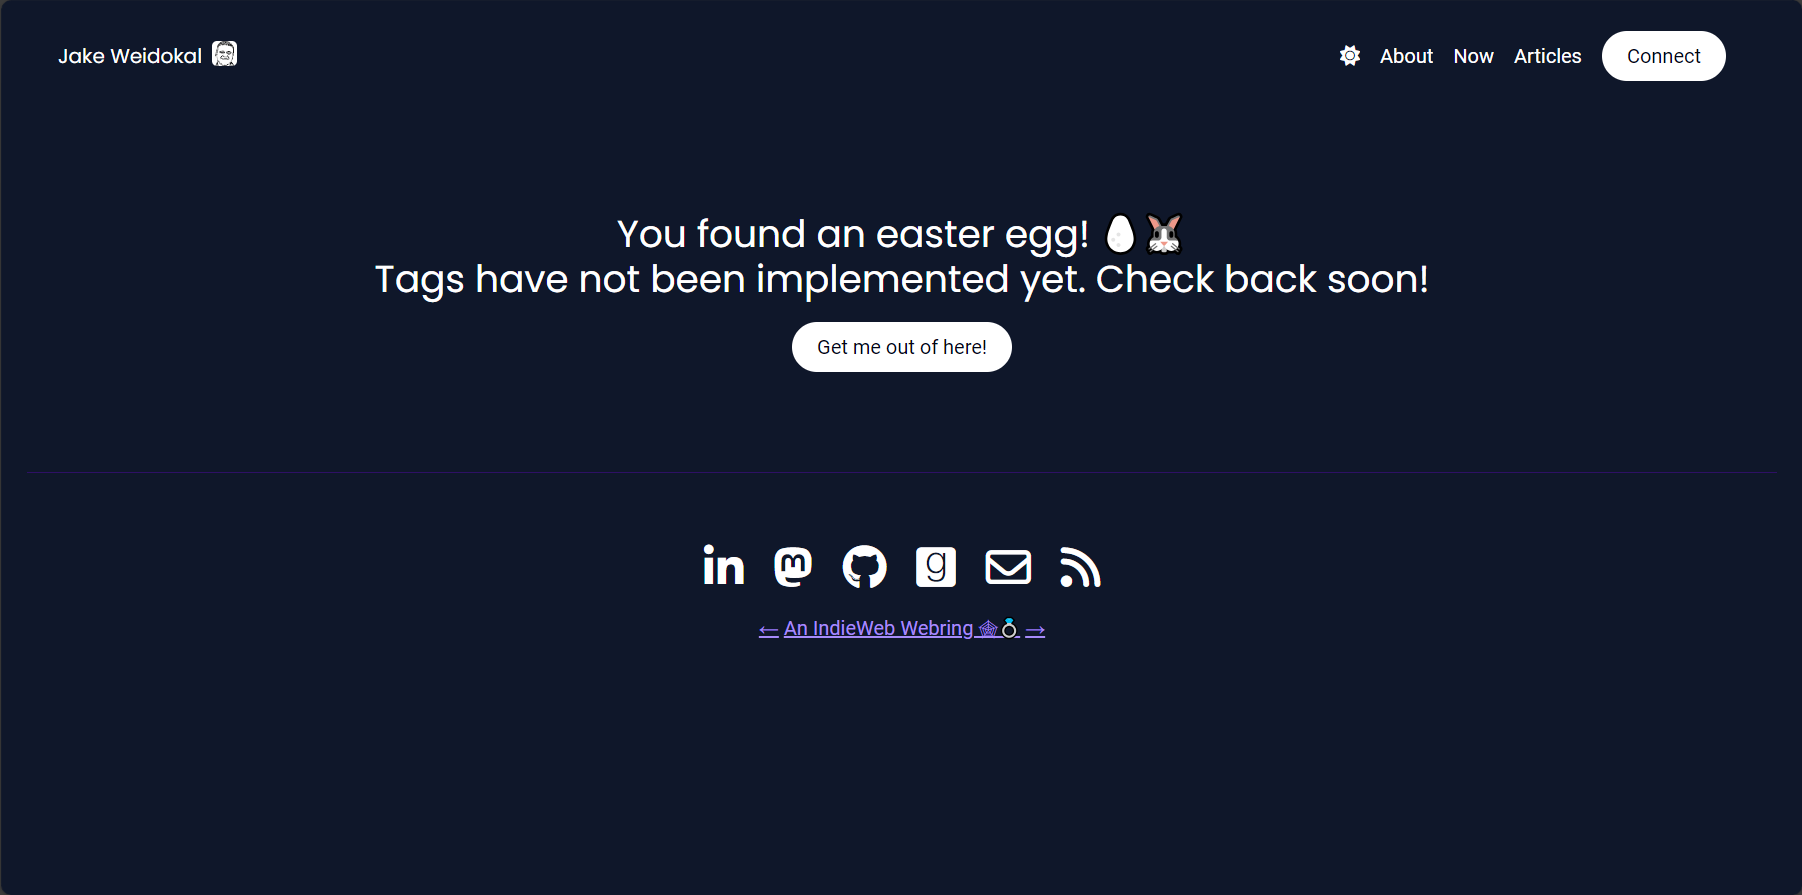 Jake Weidokal
About Now Articles Connect
You found an easter egg! 🥚🐰
Tags have not been implemented yet. Check back soon!
Get me out of here!
← An IndieWeb Webring 🕸💍 →